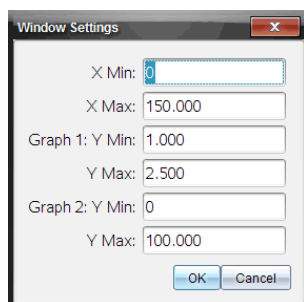 Window Settings
X Min: 0
X Max: 150.000
Graph 1: Y Min: 1.000
Y Max: 2.500
Graph 2: Y Min: 0
Y Max: 100.000
OK Cancel